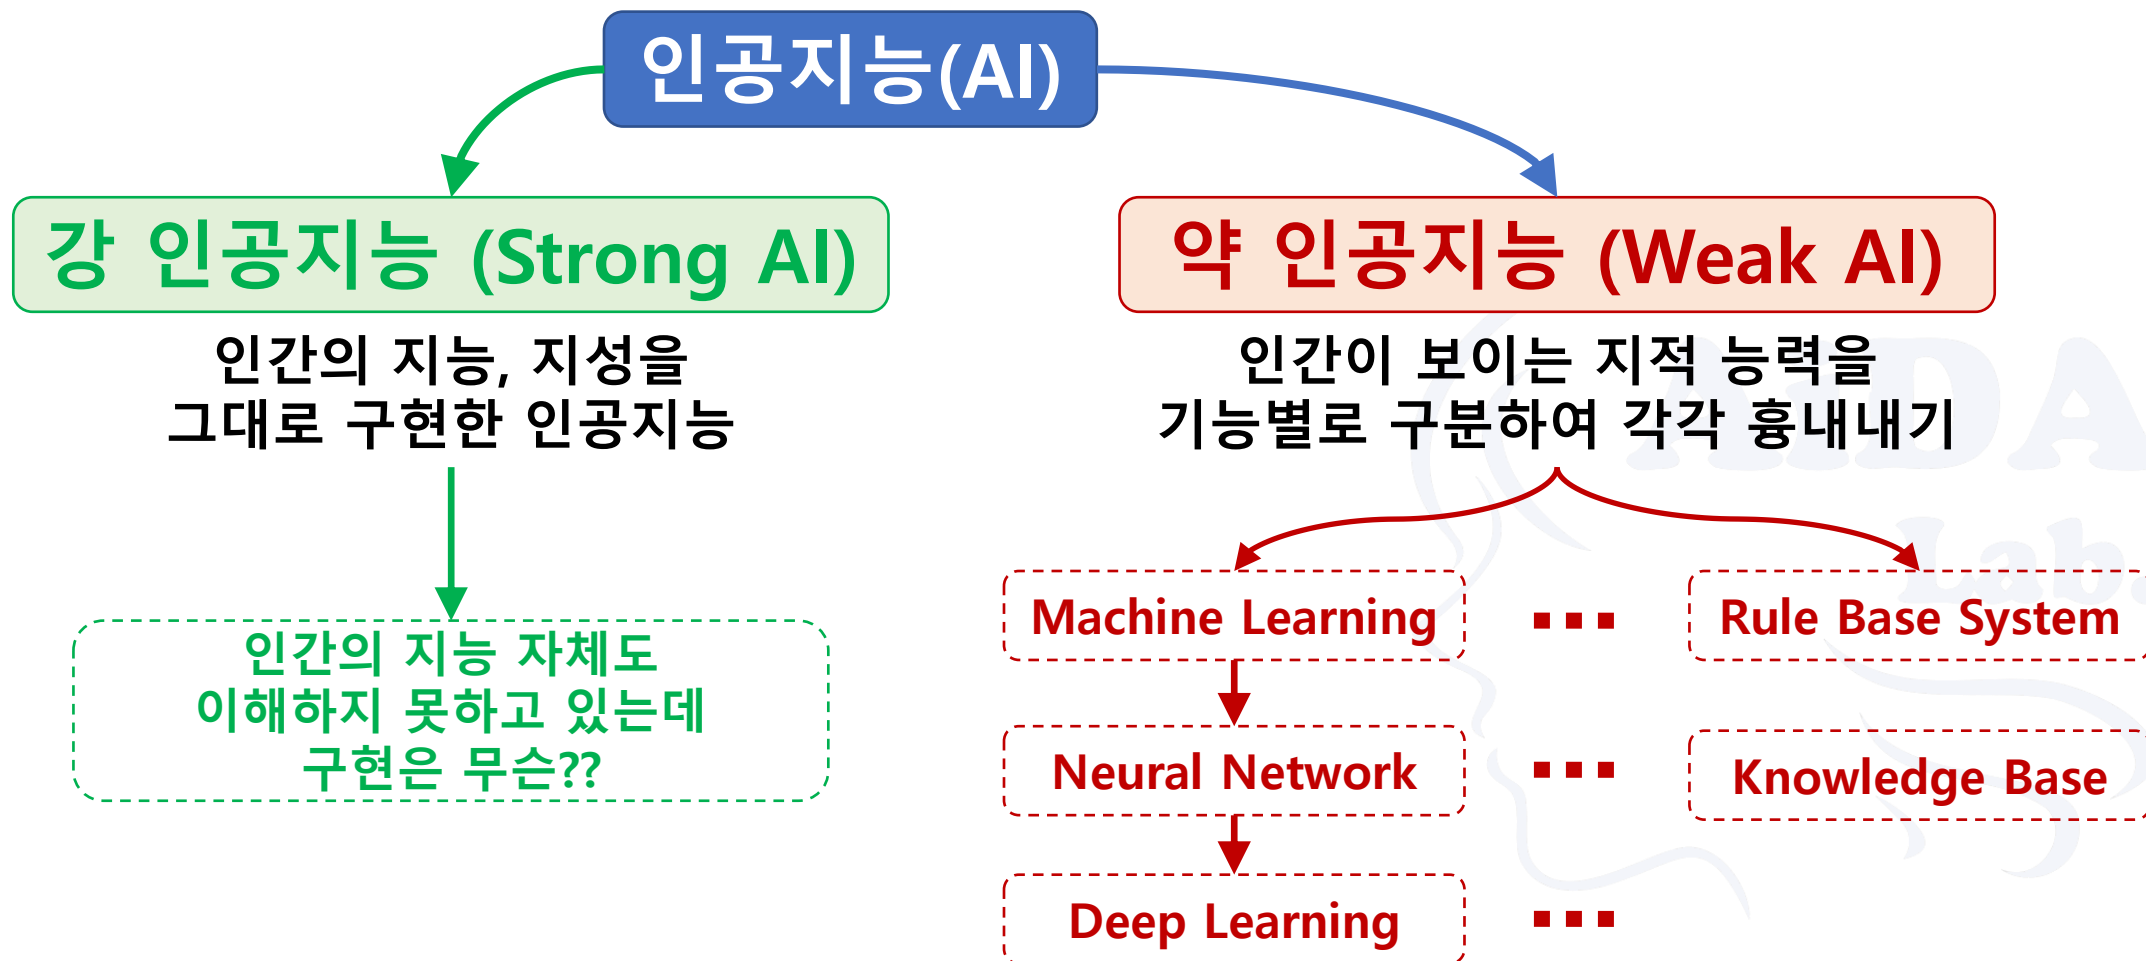 인공지능(AI)
강 인공지능 (Strong AI)
인간의 지능, 지성을
그대로 구현한 인공지능
인간의 지능 자체도
이해하지 못하고 있는데
구현은 무슨??
약 인공지능 (Weak AI)
인간이 보이는 지적 능력을
기능별로 구분하여 각각 흉내내기
Machine Learning
...
Rule Base System
Neural Network
...
Knowledge Base
Deep Learning
...
AIDA
Lab.